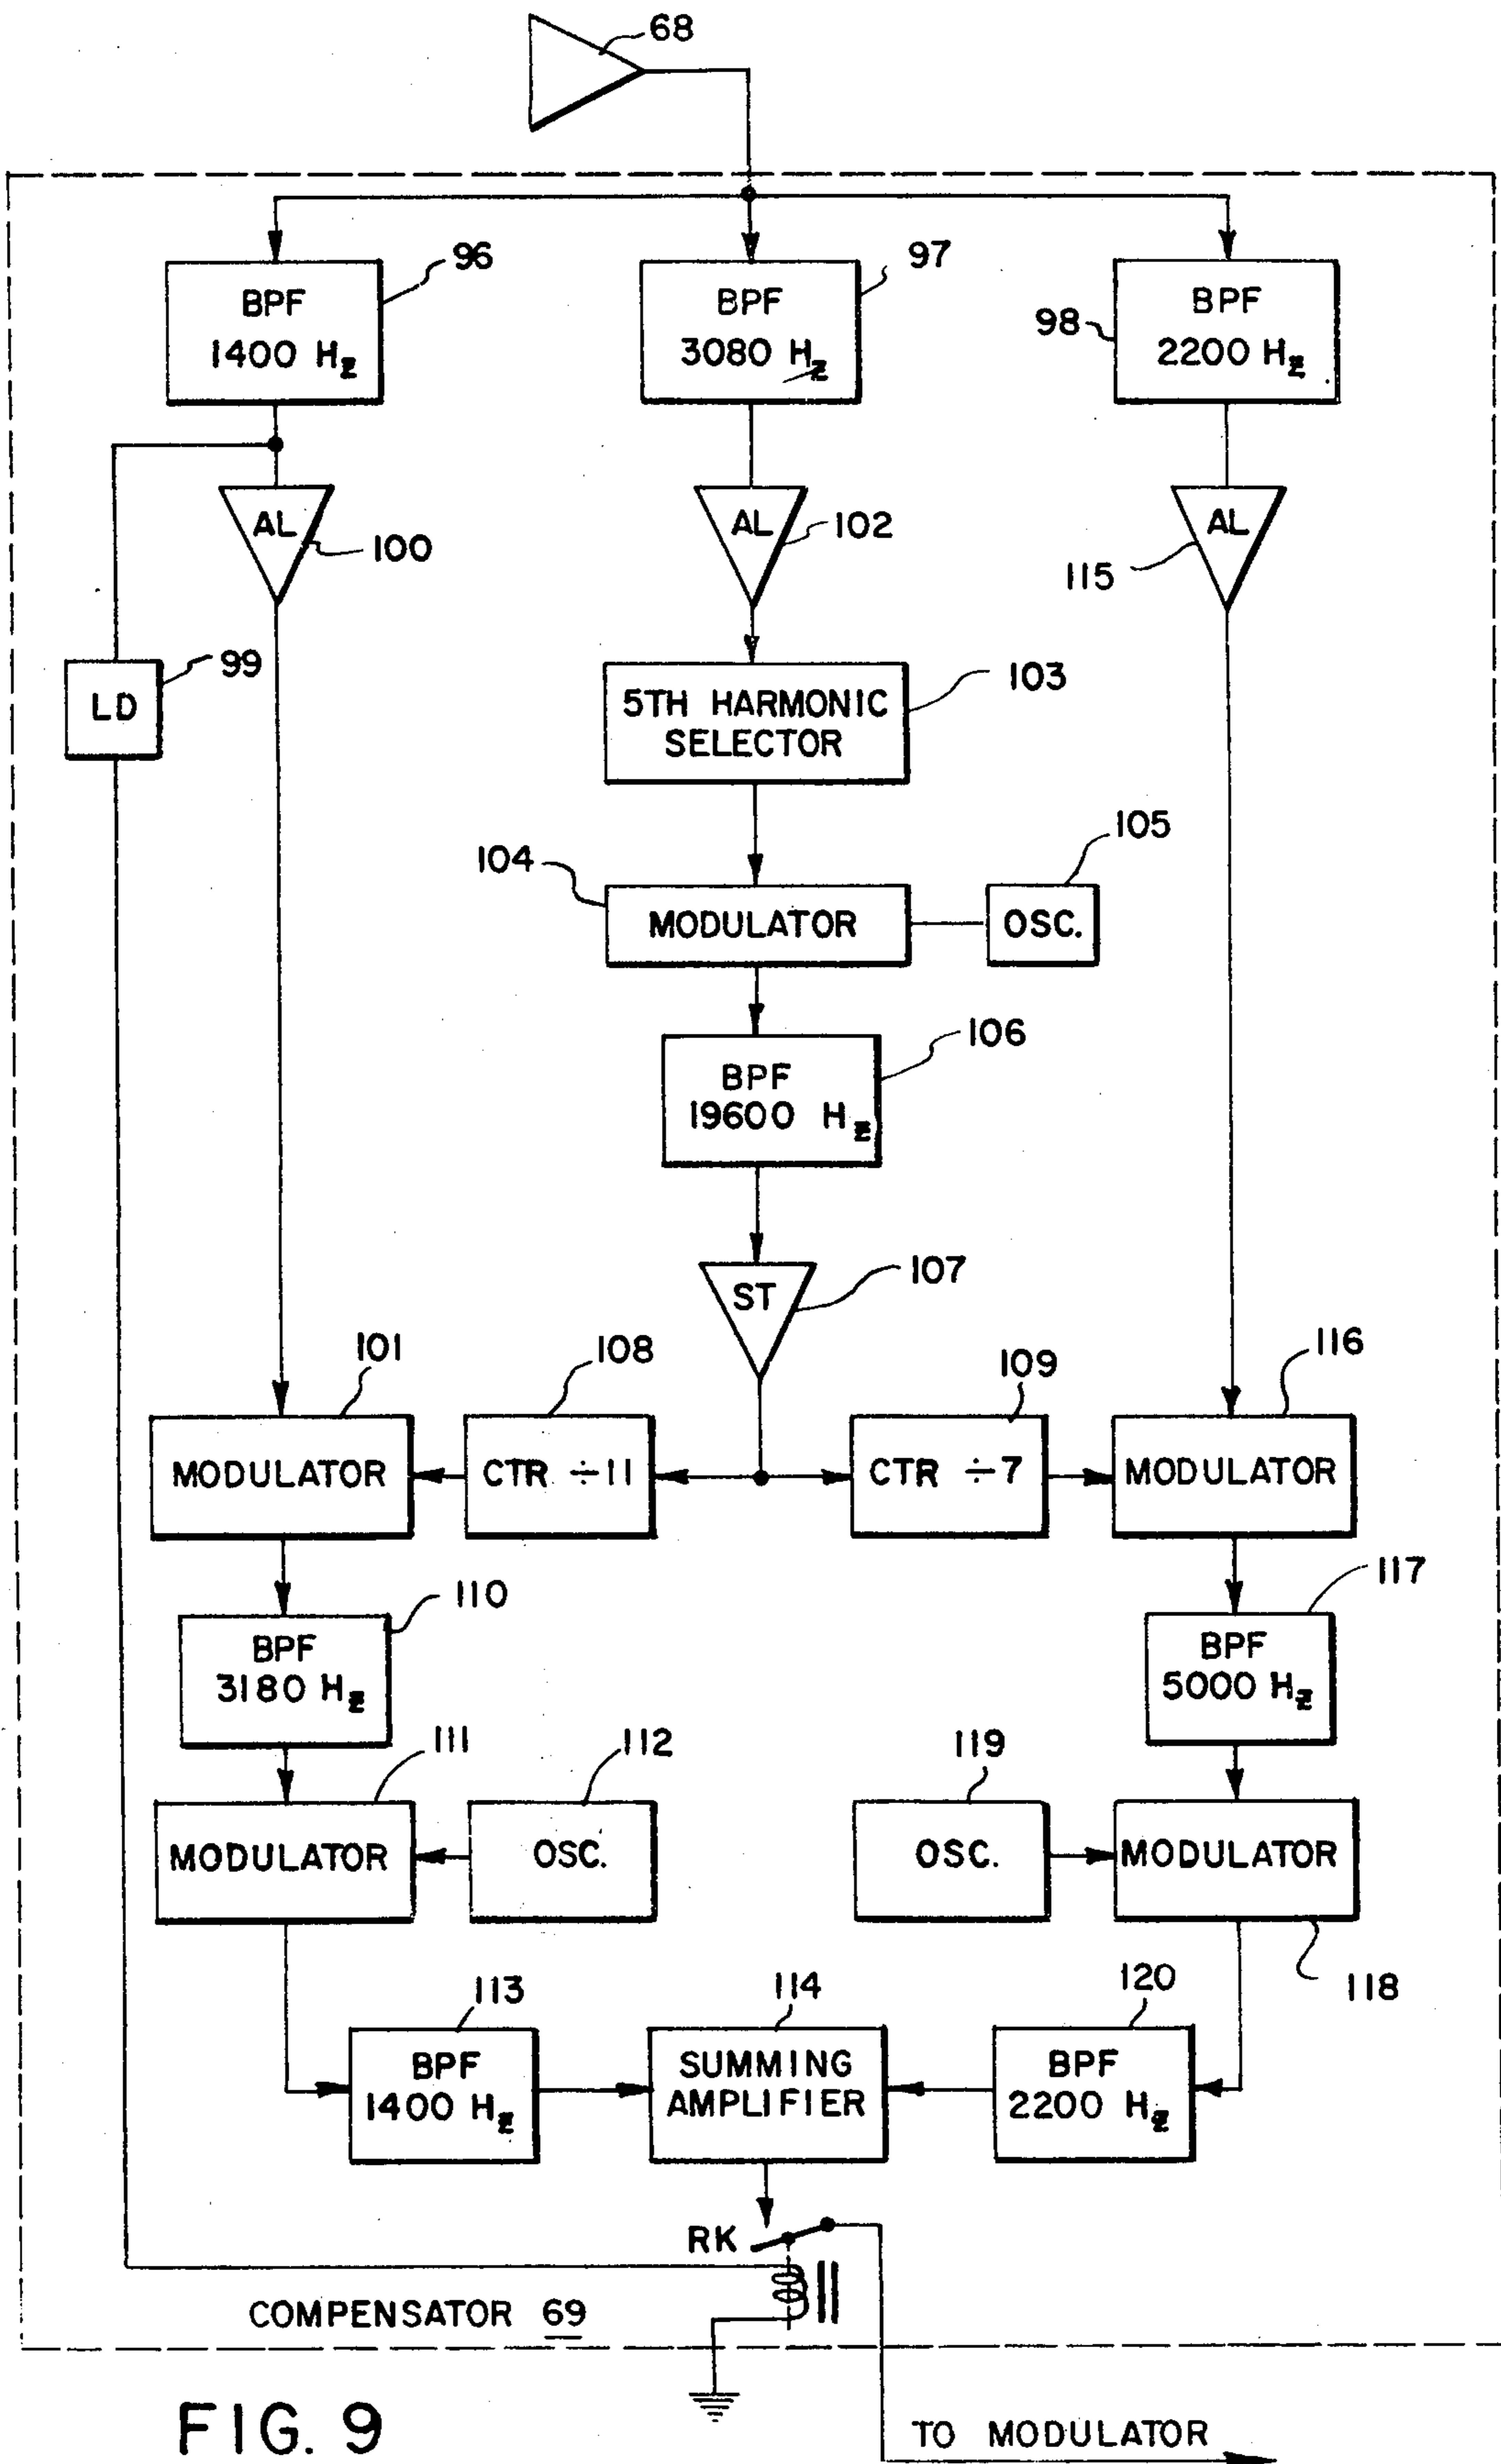 68
96
97
98
BPF
1400 Hz
BPF
3080 Hz
BPF
2200 Hz
AL
100
AL
102
AL
115
99
LD
5TH HARMONIC
SELECTOR
103
104
MODULATOR
105
OSC.
106
BPF
19600 Hz
ST
107
101
108
109
116
MODULATOR
CTR ÷11
CTR ÷7
MODULATOR
110
BPF
3180 Hz
117
BPF
5000 Hz
111
112
119
MODULATOR
OSC.
OSC.
MODULATOR
118
113
114
120
BPF
1400 Hz
SUMMING
AMPLIFIER
BPF
2200 Hz
RK
COMPENSATOR 69
FIG. 9
TO MODULATOR